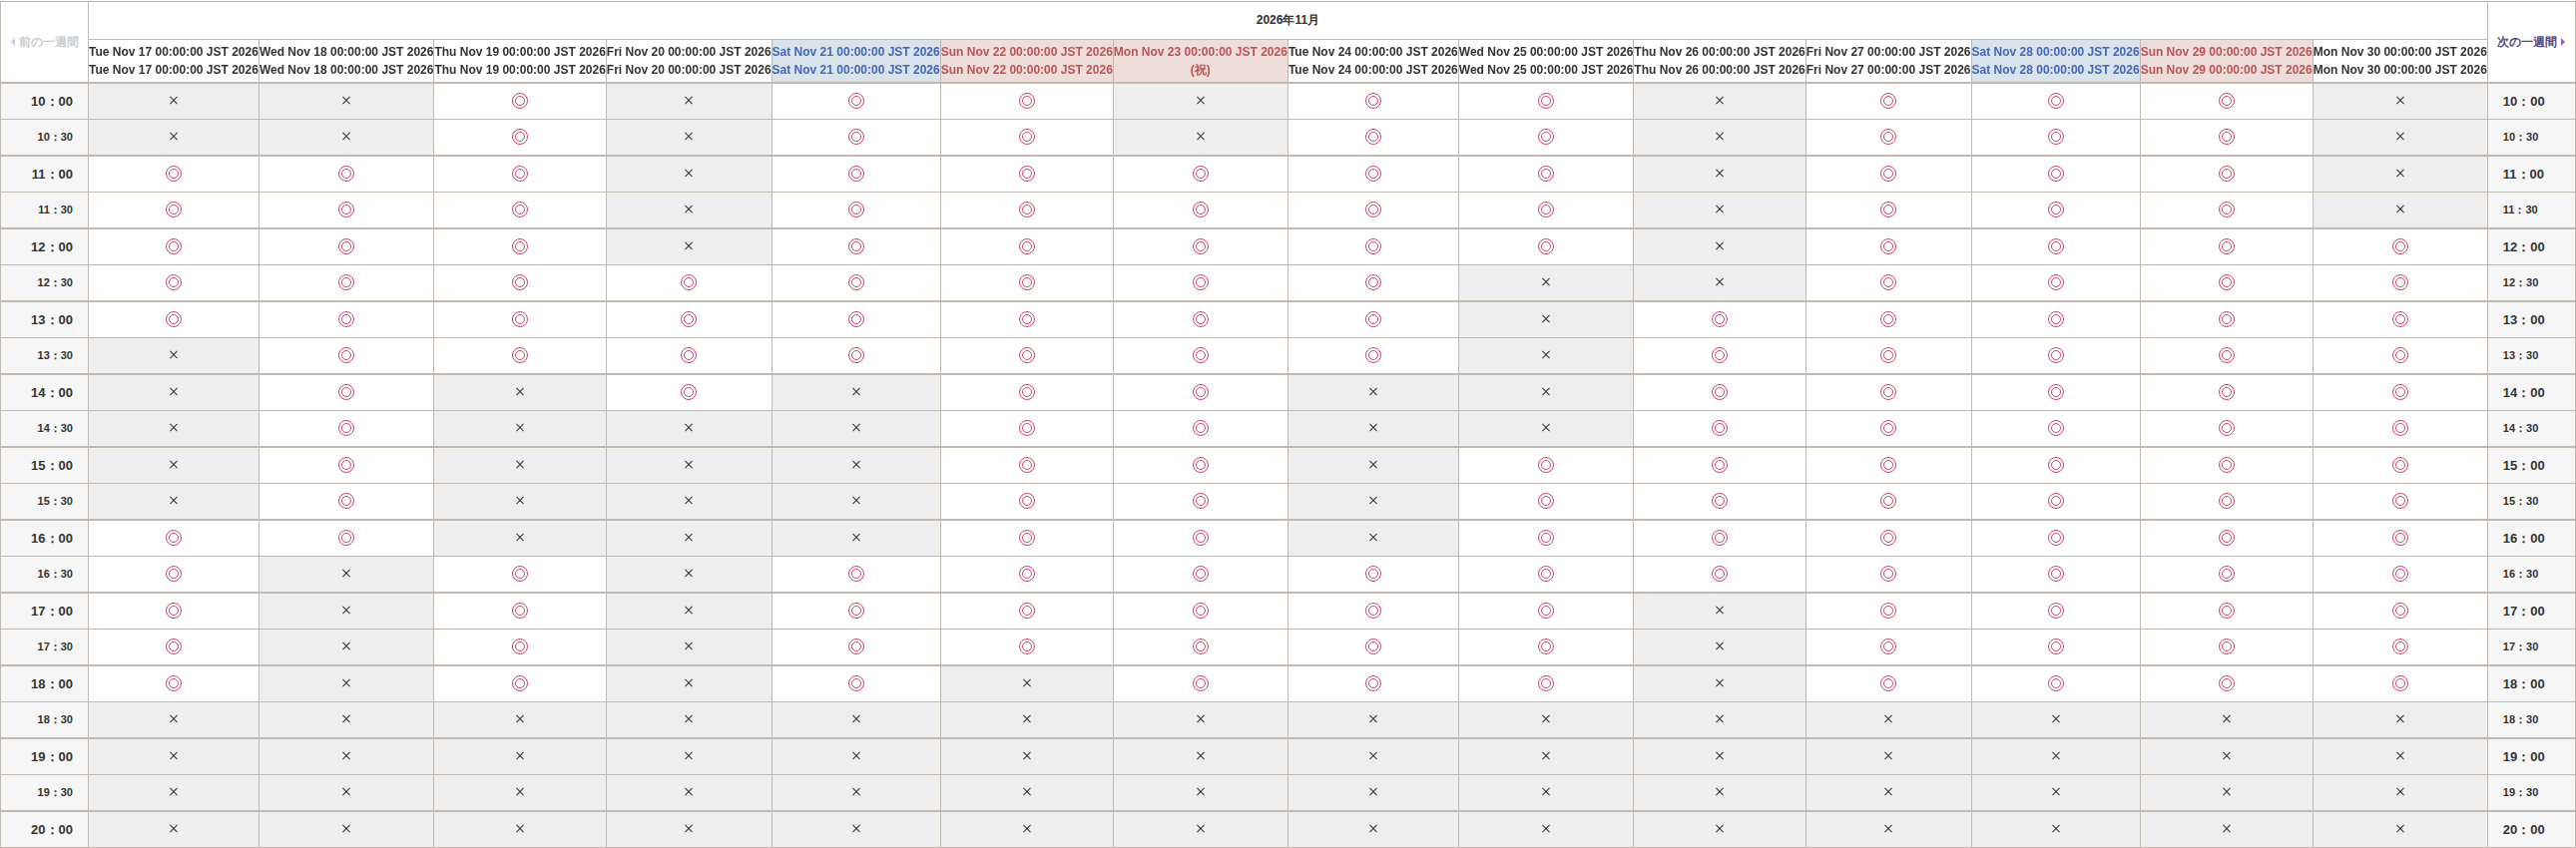 2026年11月
前の一週間
次の一週間
Tue Nov 17 00:00:00 JST 2026 Wed Nov 18 00:00:00 JST 2026 Thu Nov 19 00:00:00 JST 2026 Fri Nov 20 00:00:00 JST 2026 Sat Nov 21 00:00:00 JST 2026 Sun Nov 22 00:00:00 JST 2026 Mon Nov 23 00:00:00 JST 2026 Tue Nov 24 00:00:00 JST 2026 Wed Nov 25 00:00:00 JST 2026 Thu Nov 26 00:00:00 JST 2026 Fri Nov 27 00:00:00 JST 2026 Sat Nov 28 00:00:00 JST 2026 Sun Nov 29 00:00:00 JST 2026 Mon Nov 30 00:00:00 JST 2026
Tue Nov 17 00:00:00 JST 2026 Wed Nov 18 00:00:00 JST 2026 Thu Nov 19 00:00:00 JST 2026 Fri Nov 20 00:00:00 JST 2026 Sat Nov 21 00:00:00 JST 2026 Sun Nov 22 00:00:00 JST 2026 (祝) Tue Nov 24 00:00:00 JST 2026 Wed Nov 25 00:00:00 JST 2026 Thu Nov 26 00:00:00 JST 2026 Fri Nov 27 00:00:00 JST 2026 Sat Nov 28 00:00:00 JST 2026 Sun Nov 29 00:00:00 JST 2026 Mon Nov 30 00:00:00 JST 2026
10：00 × × ◎ × ◎ ◎ × ◎ ◎ × ◎ ◎ ◎ × 10：00
10：30 × × ◎ × ◎ ◎ × ◎ ◎ × ◎ ◎ ◎ × 10：30
11：00 ◎ ◎ ◎ × ◎ ◎ ◎ ◎ ◎ × ◎ ◎ ◎ × 11：00
11：30 ◎ ◎ ◎ × ◎ ◎ ◎ ◎ ◎ × ◎ ◎ ◎ × 11：30
12：00 ◎ ◎ ◎ × ◎ ◎ ◎ ◎ ◎ × ◎ ◎ ◎ ◎ 12：00
12：30 ◎ ◎ ◎ ◎ ◎ ◎ ◎ ◎ × × ◎ ◎ ◎ ◎ 12：30
13：00 ◎ ◎ ◎ ◎ ◎ ◎ ◎ ◎ × ◎ ◎ ◎ ◎ ◎ 13：00
13：30 × ◎ ◎ ◎ ◎ ◎ ◎ ◎ × ◎ ◎ ◎ ◎ ◎ 13：30
14：00 × ◎ × ◎ × ◎ ◎ × × ◎ ◎ ◎ ◎ ◎ 14：00
14：30 × ◎ × × × ◎ ◎ × × ◎ ◎ ◎ ◎ ◎ 14：30
15：00 × ◎ × × × ◎ ◎ × ◎ ◎ ◎ ◎ ◎ ◎ 15：00
15：30 × ◎ × × × ◎ ◎ × ◎ ◎ ◎ ◎ ◎ ◎ 15：30
16：00 ◎ ◎ × × × ◎ ◎ × ◎ ◎ ◎ ◎ ◎ ◎ 16：00
16：30 ◎ × ◎ × ◎ ◎ ◎ ◎ ◎ ◎ ◎ ◎ ◎ ◎ 16：30
17：00 ◎ × ◎ × ◎ ◎ ◎ ◎ ◎ × ◎ ◎ ◎ ◎ 17：00
17：30 ◎ × ◎ × ◎ ◎ ◎ ◎ ◎ × ◎ ◎ ◎ ◎ 17：30
18：00 ◎ × ◎ × ◎ × ◎ ◎ ◎ × ◎ ◎ ◎ ◎ 18：00
18：30 × × × × × × × × × × × × × × 18：30
19：00 × × × × × × × × × × × × × × 19：00
19：30 × × × × × × × × × × × × × × 19：30
20：00 × × × × × × × × × × × × × × 20：00